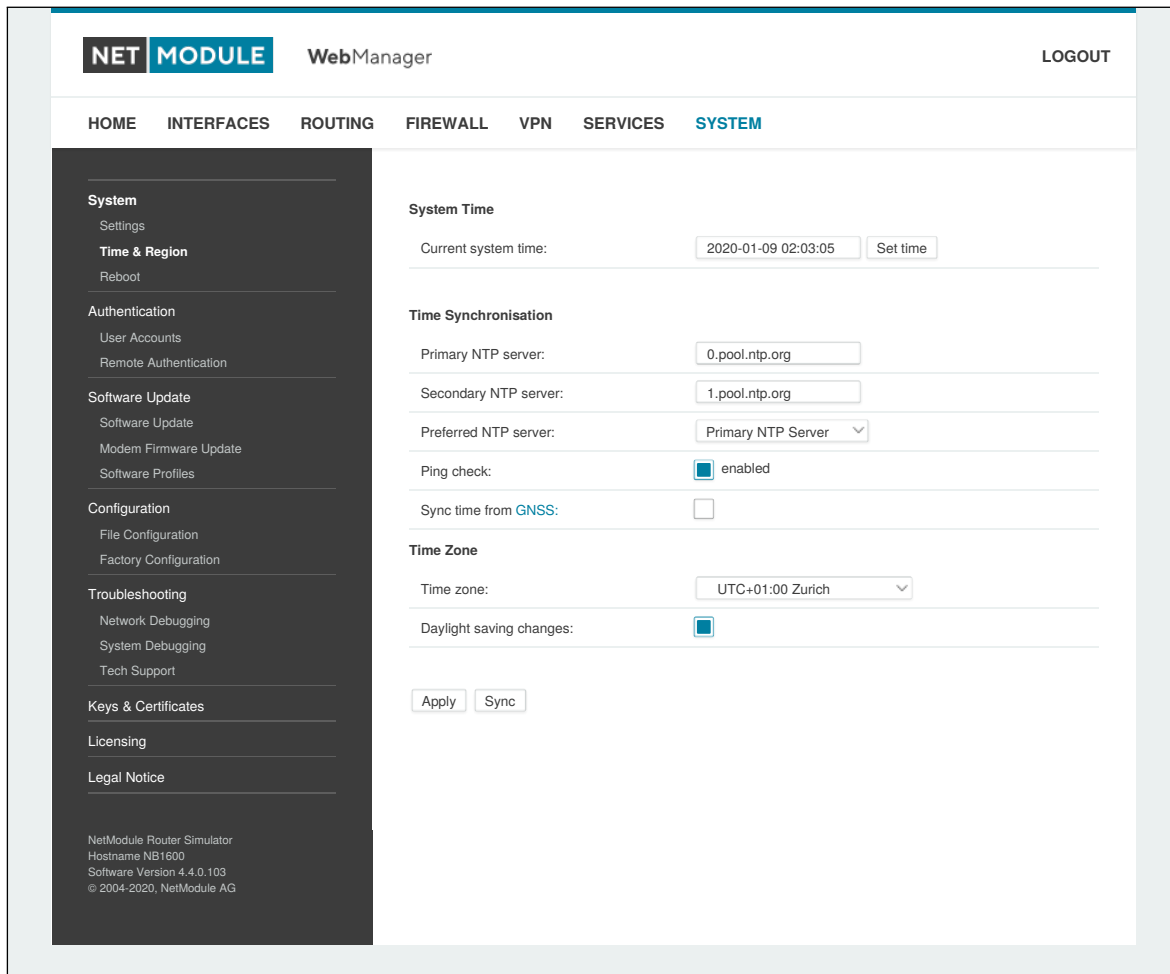 NET MODULE WebManager LOGOUT
HOME INTERFACES ROUTING FIREWALL VPN SERVICES SYSTEM
System
Settings
Time & Region
Reboot
Authentication
User Accounts
Remote Authentication
Software Update
Software Update
Modem Firmware Update
Software Profiles
Configuration
File Configuration
Factory Configuration
Troubleshooting
Network Debugging
System Debugging
Tech Support
Keys & Certificates
Licensing
Legal Notice
NetModule Router Simulator
Hostname NB1600
Software Version 4.4.0.103
© 2004-2020, NetModule AG
System Time
Current system time: 2020-01-09 02:03:05 Set time
Time Synchronisation
Primary NTP server: 0.pool.ntp.org
Secondary NTP server: 1.pool.ntp.org
Preferred NTP server: Primary NTP Server
Ping check: enabled
Sync time from GNSS:
Time Zone
Time zone: UTC+01:00 Zurich
Daylight saving changes:
Apply Sync